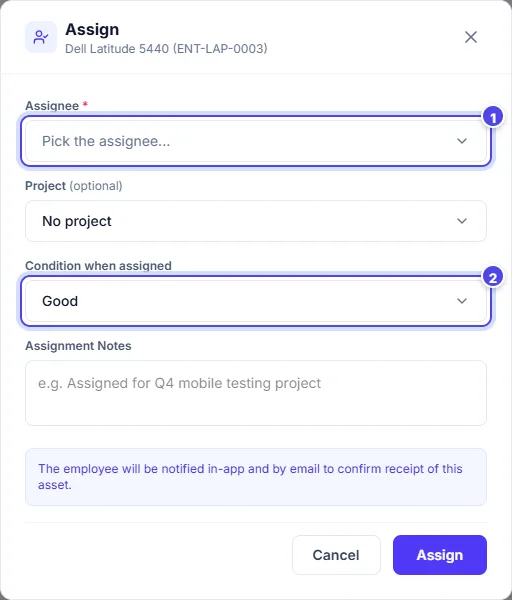 Assign
Dell Latitude 5440 (ENT-LAP-0003)
Assignee *
1
Pick the assignee...
Project (optional)
No project
Condition when assigned
2
Good
Assignment Notes
e.g. Assigned for Q4 mobile testing project
The employee will be notified in-app and by email to confirm receipt of this
asset.
Cancel
Assign